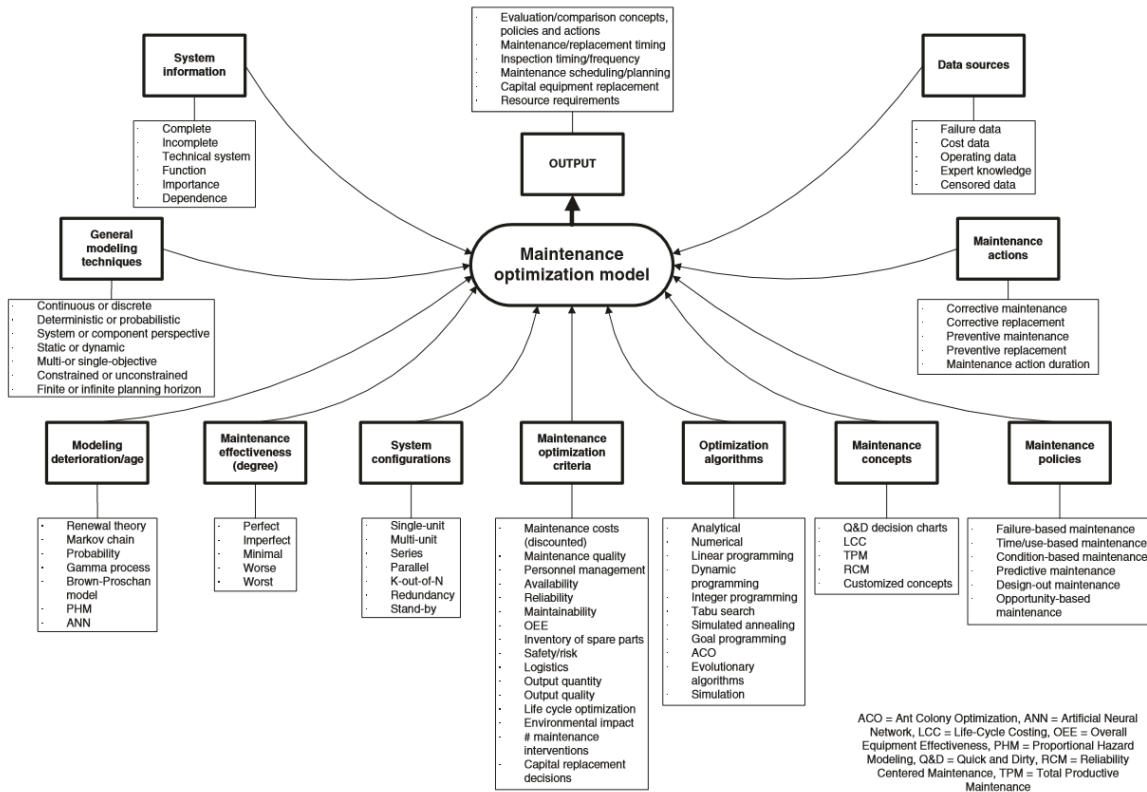 Evaluation/comparison concepts,
policies and actions
Maintenance/replacement timing
Inspection timing/frequency
Maintenance scheduling/planning
Capital equipment replacement
Resource requirements
System
information
Complete
Incomplete
Technical system
Function
Importance
Dependence
OUTPUT
Data sources
Failure data
Cost data
Operating data
Expert knowledge
Censored data
General
modeling
techniques
Continuous or discrete
Deterministic or probabilistic
System or component perspective
Static or dynamic
Multi-or single-objective
Constrained or unconstrained
Finite or infinite planning horizon
Maintenance
optimization model
Maintenance
actions
Corrective maintenance
Corrective replacement
Preventive maintenance
Preventive replacement
Maintenance action duration
Modeling
deterioration/age
Renewal theory
Markov chain
Probability
Gamma process
Brown-Proschan
model
PHM
ANN
Maintenance
effectiveness
(degree)
Perfect
Imperfect
Minimal
Worse
Worst
System
configurations
Single-unit
Multi-unit
Series
Parallel
K-out-of-N
Redundancy
Stand-by
Maintenance
optimization
criteria
Maintenance costs
(discounted)
Maintenance quality
Personnel management
Availability
Reliability
Maintainability
OEE
Inventory of spare parts
Safety/risk
Logistics
Output quantity
Output quality
Life cycle optimization
Environmental impact
# maintenance
interventions
Capital replacement
decisions
Optimization
algorithms
Analytical
Numerical
Linear programming
Dynamic
programming
Integer programming
Tabu search
Simulated annealing
Goal programming
ACO
Evolutionary
algorithms
Simulation
Maintenance
concepts
Q&D decision charts
LCC
TPM
RCM
Customized concepts
Maintenance
policies
Failure-based maintenance
Time/use-based maintenance
Condition-based maintenance
Predictive maintenance
Design-out maintenance
Opportunity-based
maintenance
ACO = Ant Colony Optimization, ANN = Artificial Neural
Network, LCC = Life-Cycle Costing, OEE = Overall
Equipment Effectiveness, PHM = Proportional Hazard
Modeling, Q&D = Quick and Dirty, RCM = Reliability
Centered Maintenance, TPM = Total Productive
Maintenance